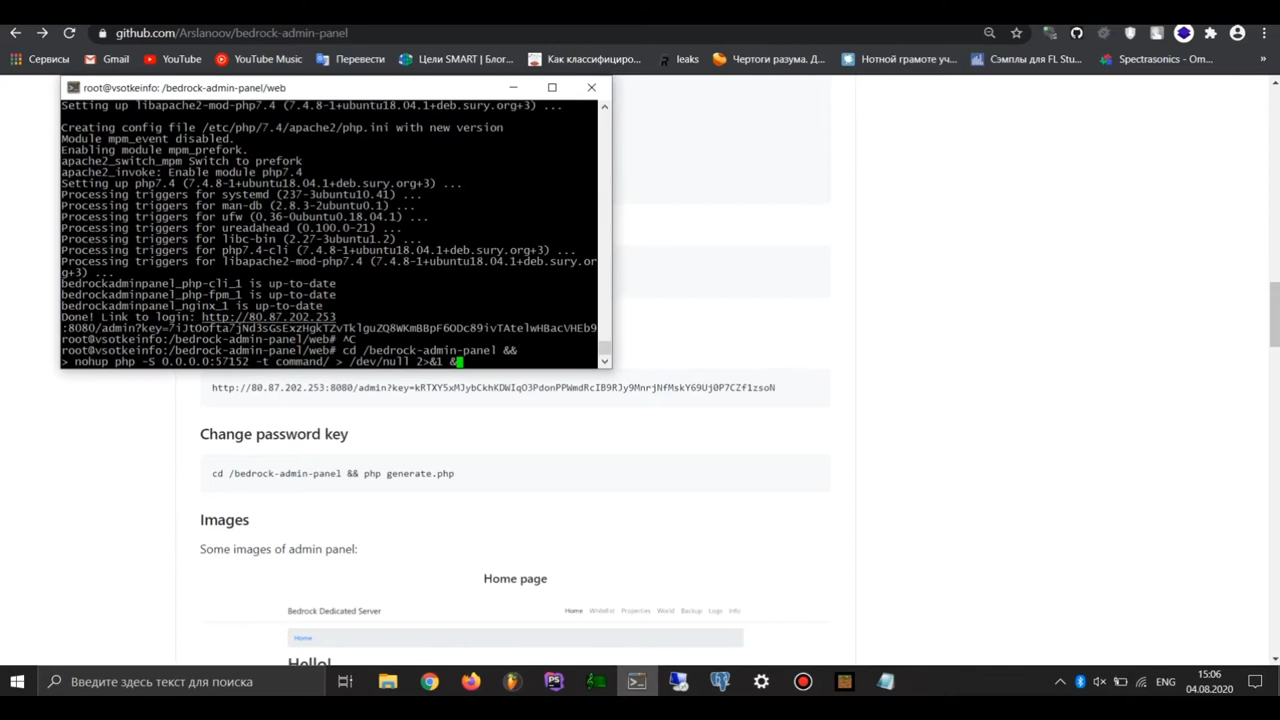 github.com/Arslanoov/bedrock-admin-panel
Сервисы
Gmail
YouTube
YouTube Music
Перевести
Цели SMART | Блог...
Как классифициро...
leaks
Чертоги разума. Д...
Нотной грамоте уч...
Сэмплы для FL Stu...
Spectrasonics - Om...
root@vsotkeinfo: /bedrock-admin-panel/web
Setting up libapache2-mod-php7.4 (7.4.8-1+ubuntu18.04.1+deb.sury.org+3) ...
Creating config file /etc/php/7.4/apache2/php.ini with new version
Module mpm_event disabled.
Enabling module mpm_prefork.
apache2_switch_mpm Switch to prefork
apache2_invoke: Enable module php7.4
Setting up php7.4 (7.4.8-1+ubuntu18.04.1+deb.sury.org+3) ...
Processing triggers for systemd (237-3ubuntu10.41) ...
Processing triggers for man-db (2.8.3-2ubuntu0.1) ...
Processing triggers for ufw (0.36-0ubuntu0.18.04.1) ...
Processing triggers for ureadahead (0.100.0-21) ...
Processing triggers for libc-bin (2.27-3ubuntu1.2) ...
Processing triggers for php7.4-cli (7.4.8-1+ubuntu18.04.1+deb.sury.org+3) ...
Processing triggers for libapache2-mod-php7.4 (7.4.8-1+ubuntu18.04.1+deb.sury.or
g+3) ...
bedrockadminpanel_php-cli_1 is up-to-date
bedrockadminpanel_php-fpm_1 is up-to-date
bedrockadminpanel_nginx_1 is up-to-date
Done! Link to login: http://80.87.202.253
:8080/admin?key=7iJtOofta7jNd3sGsExzHgkTZvTklguZQ8WKmBBpF6ODc89ivTAtelwHBacVHEb9
root@vsotkeinfo:/bedrock-admin-panel/web# ^C
root@vsotkeinfo:/bedrock-admin-panel/web# cd /bedrock-admin-panel &&
> nohup php -S 0.0.0.0:57152 -t command/ > /dev/null 2>&1 &
http://80.87.202.253:8080/admin?key=kRTXY5xMJybCkhKDWIqO3PdonPPWmdRcIB9RJy9MnrjNfMskY69Uj0P7CZf1zsoN
Change password key
cd /bedrock-admin-panel && php generate.php
Images
Some images of admin panel:
Home page
Bedrock Dedicated Server
Home Whitelist Properties World Backup Logs Info
Home
Hello!
Введите здесь текст для поиска
ENG
15:06
04.08.2020